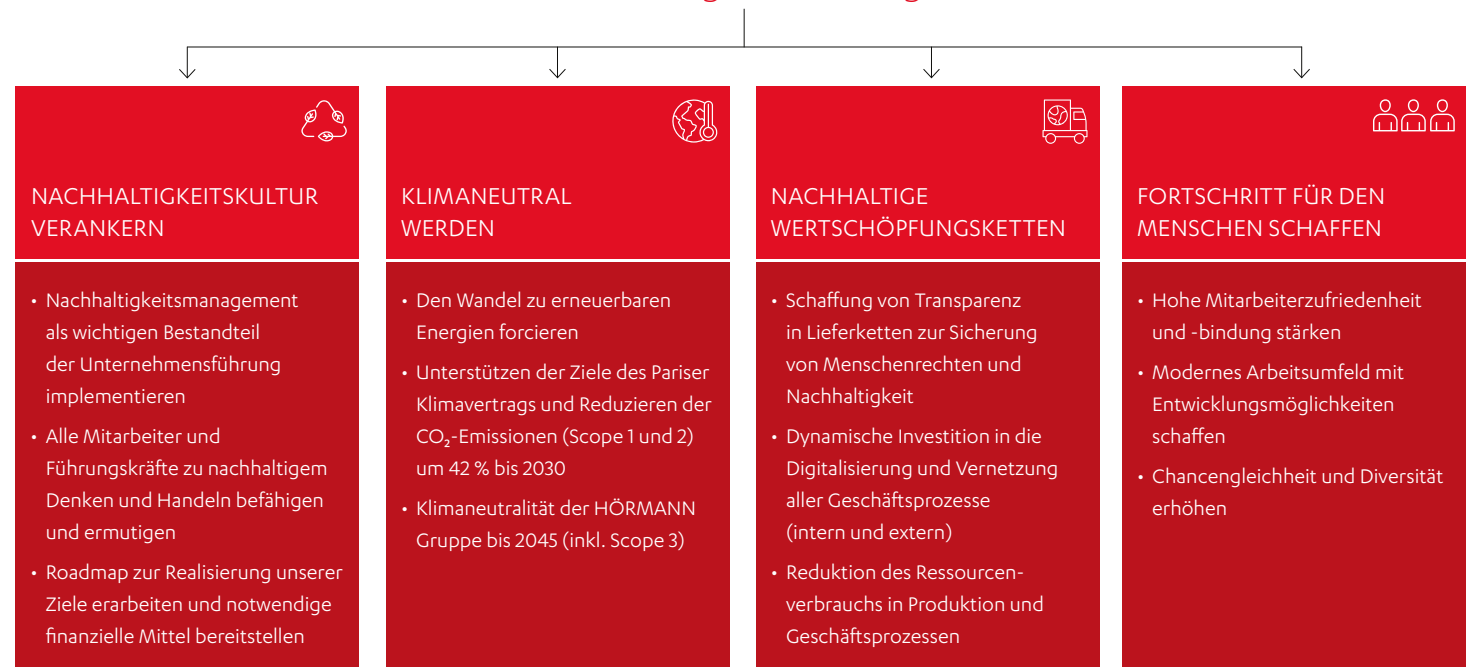 NACHHALTIGKEITSKULTUR
VERANKERN
• Nachhaltigkeitsmanagement
als wichtigen Bestandteil
der Unternehmensführung
implementieren
• Alle Mitarbeiter und
Führungskräfte zu nachhaltigem
Denken und Handeln befähigen
und ermutigen
• Roadmap zur Realisierung unserer
Ziele erarbeiten und notwendige
finanzielle Mittel bereitstellen
KLIMANEUTRAL
WERDEN
• Den Wandel zu erneuerbaren
Energien forcieren
• Unterstützen der Ziele des Pariser
Klimavertrags und Reduzieren der
CO₂-Emissionen (Scope 1 und 2)
um 42 % bis 2030
• Klimaneutralität der HÖRMANN
Gruppe bis 2045 (inkl. Scope 3)
NACHHALTIGE
WERTSCHÖPFUNGSKETTEN
• Schaffung von Transparenz
in Lieferketten zur Sicherung
von Menschenrechten und
Nachhaltigkeit
• Dynamische Investition in die
Digitalisierung und Vernetzung
aller Geschäftsprozesse
(intern und extern)
• Reduktion des Ressourcen-
verbrauchs in Produktion und
Geschäftsprozessen
FORTSCHRITT FÜR DEN
MENSCHEN SCHAFFEN
• Hohe Mitarbeiterzufriedenheit
und -bindung stärken
• Modernes Arbeitsumfeld mit
Entwicklungsmöglichkeiten
schaffen
• Chancengleichheit und Diversität
erhöhen